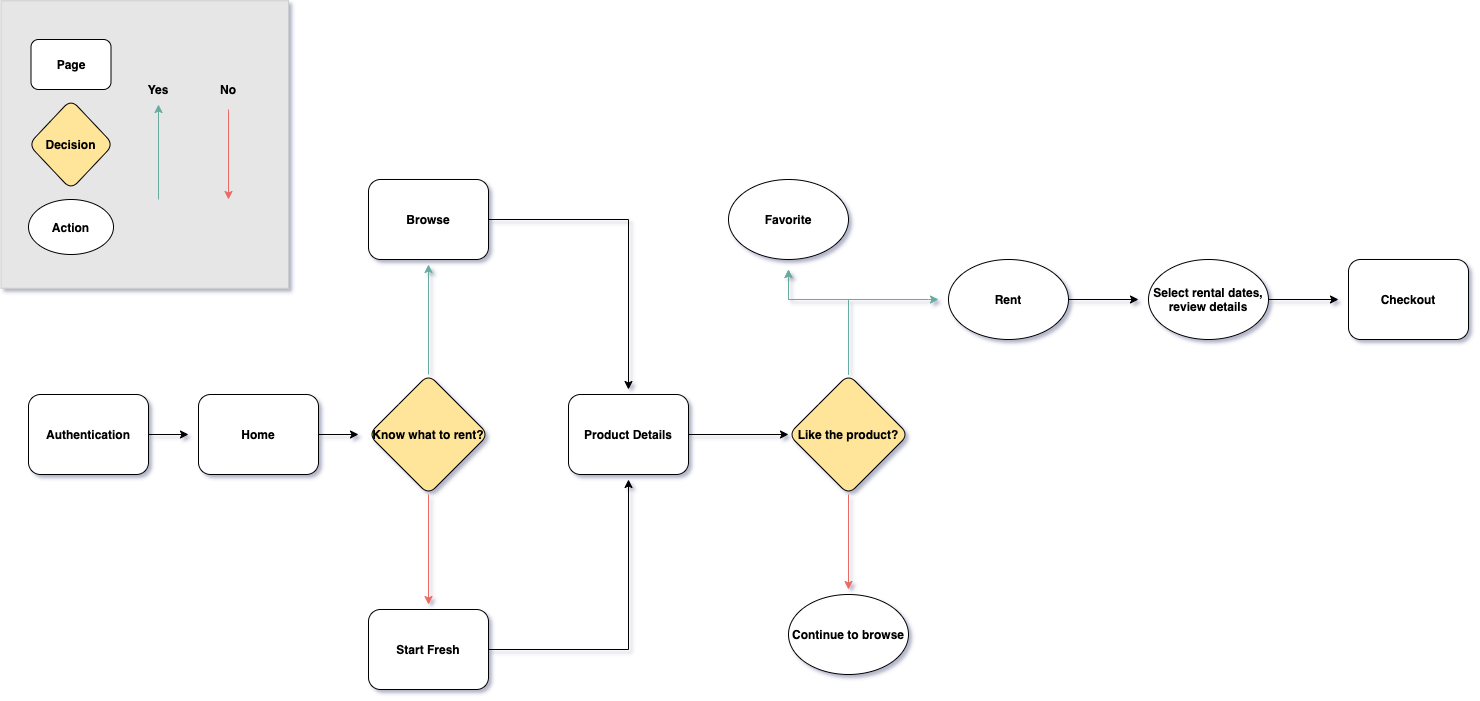 Page
Yes
No
Decision
Action
Browse
Favorite
Rent
Select rental dates,
review details
Checkout
Authentication
Home
Know what to rent?
Product Details
Like the product?
Start Fresh
Continue to browse